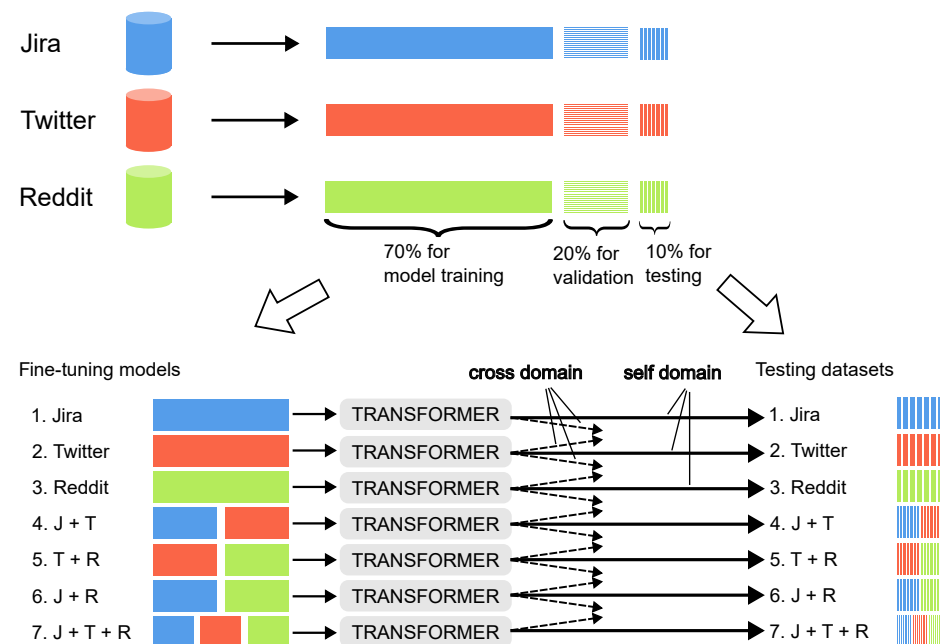 Jira
Twitter
Reddit
70% for
model training
20% for
validation
10% for
testing
Fine-tuning models
cross domain
self domain
Testing datasets
1. Jira
TRANSFORMER
1. Jira
2. Twitter
TRANSFORMER
2. Twitter
3. Reddit
TRANSFORMER
3. Reddit
4. J + T
TRANSFORMER
4. J + T
5. T + R
TRANSFORMER
5. T + R
6. J + R
TRANSFORMER
6. J + R
7. J + T + R
TRANSFORMER
7. J + T + R